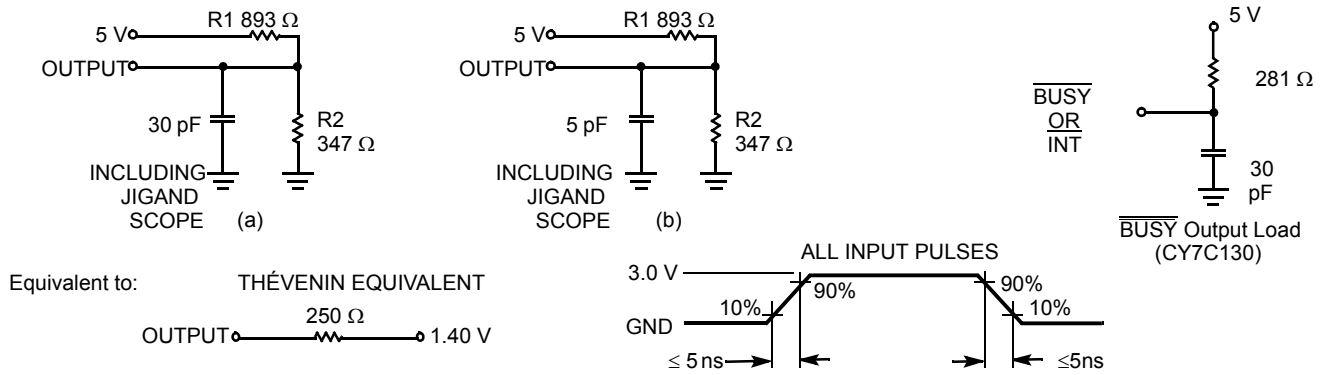 R1 893 Ω
5 V
OUTPUT
30 pF
R2
347 Ω
INCLUDING
JIGAND
SCOPE
(a)
R1 893 Ω
5 V
OUTPUT
5 pF
R2
347 Ω
INCLUDING
JIGAND
SCOPE
(b)
5 V
281 Ω
BUSY
OR
INT
30
pF
BUSY Output Load
(CY7C130)
Equivalent to:
THÉVENIN EQUIVALENT
250 Ω
OUTPUT
1.40 V
ALL INPUT PULSES
3.0 V
90%
90%
10%
10%
GND
≤ 5 ns
≤5ns